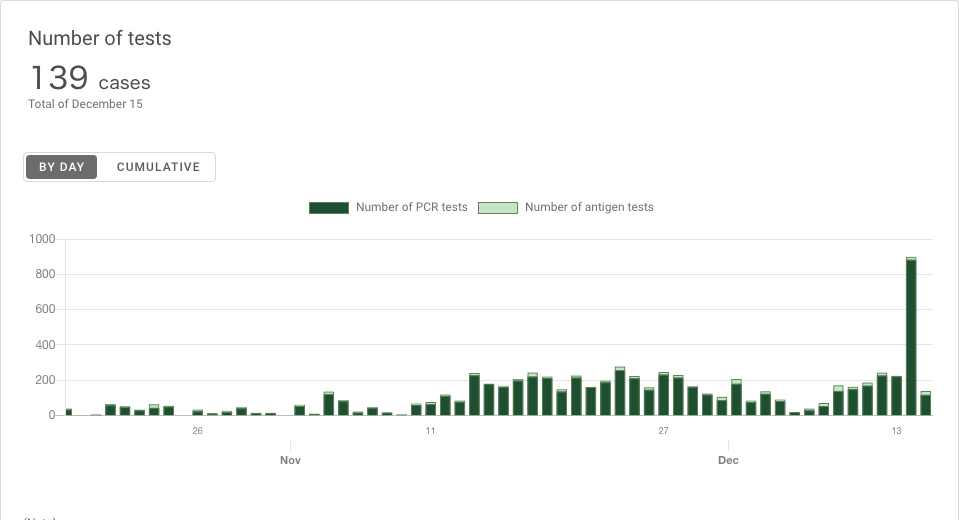 Number of tests
139 cases
Total of December 15
BY DAY CUMULATIVE
Number of PCR tests Number of antigen tests
1000
800
600
400
200
0
26 11 27 13
Nov Dec